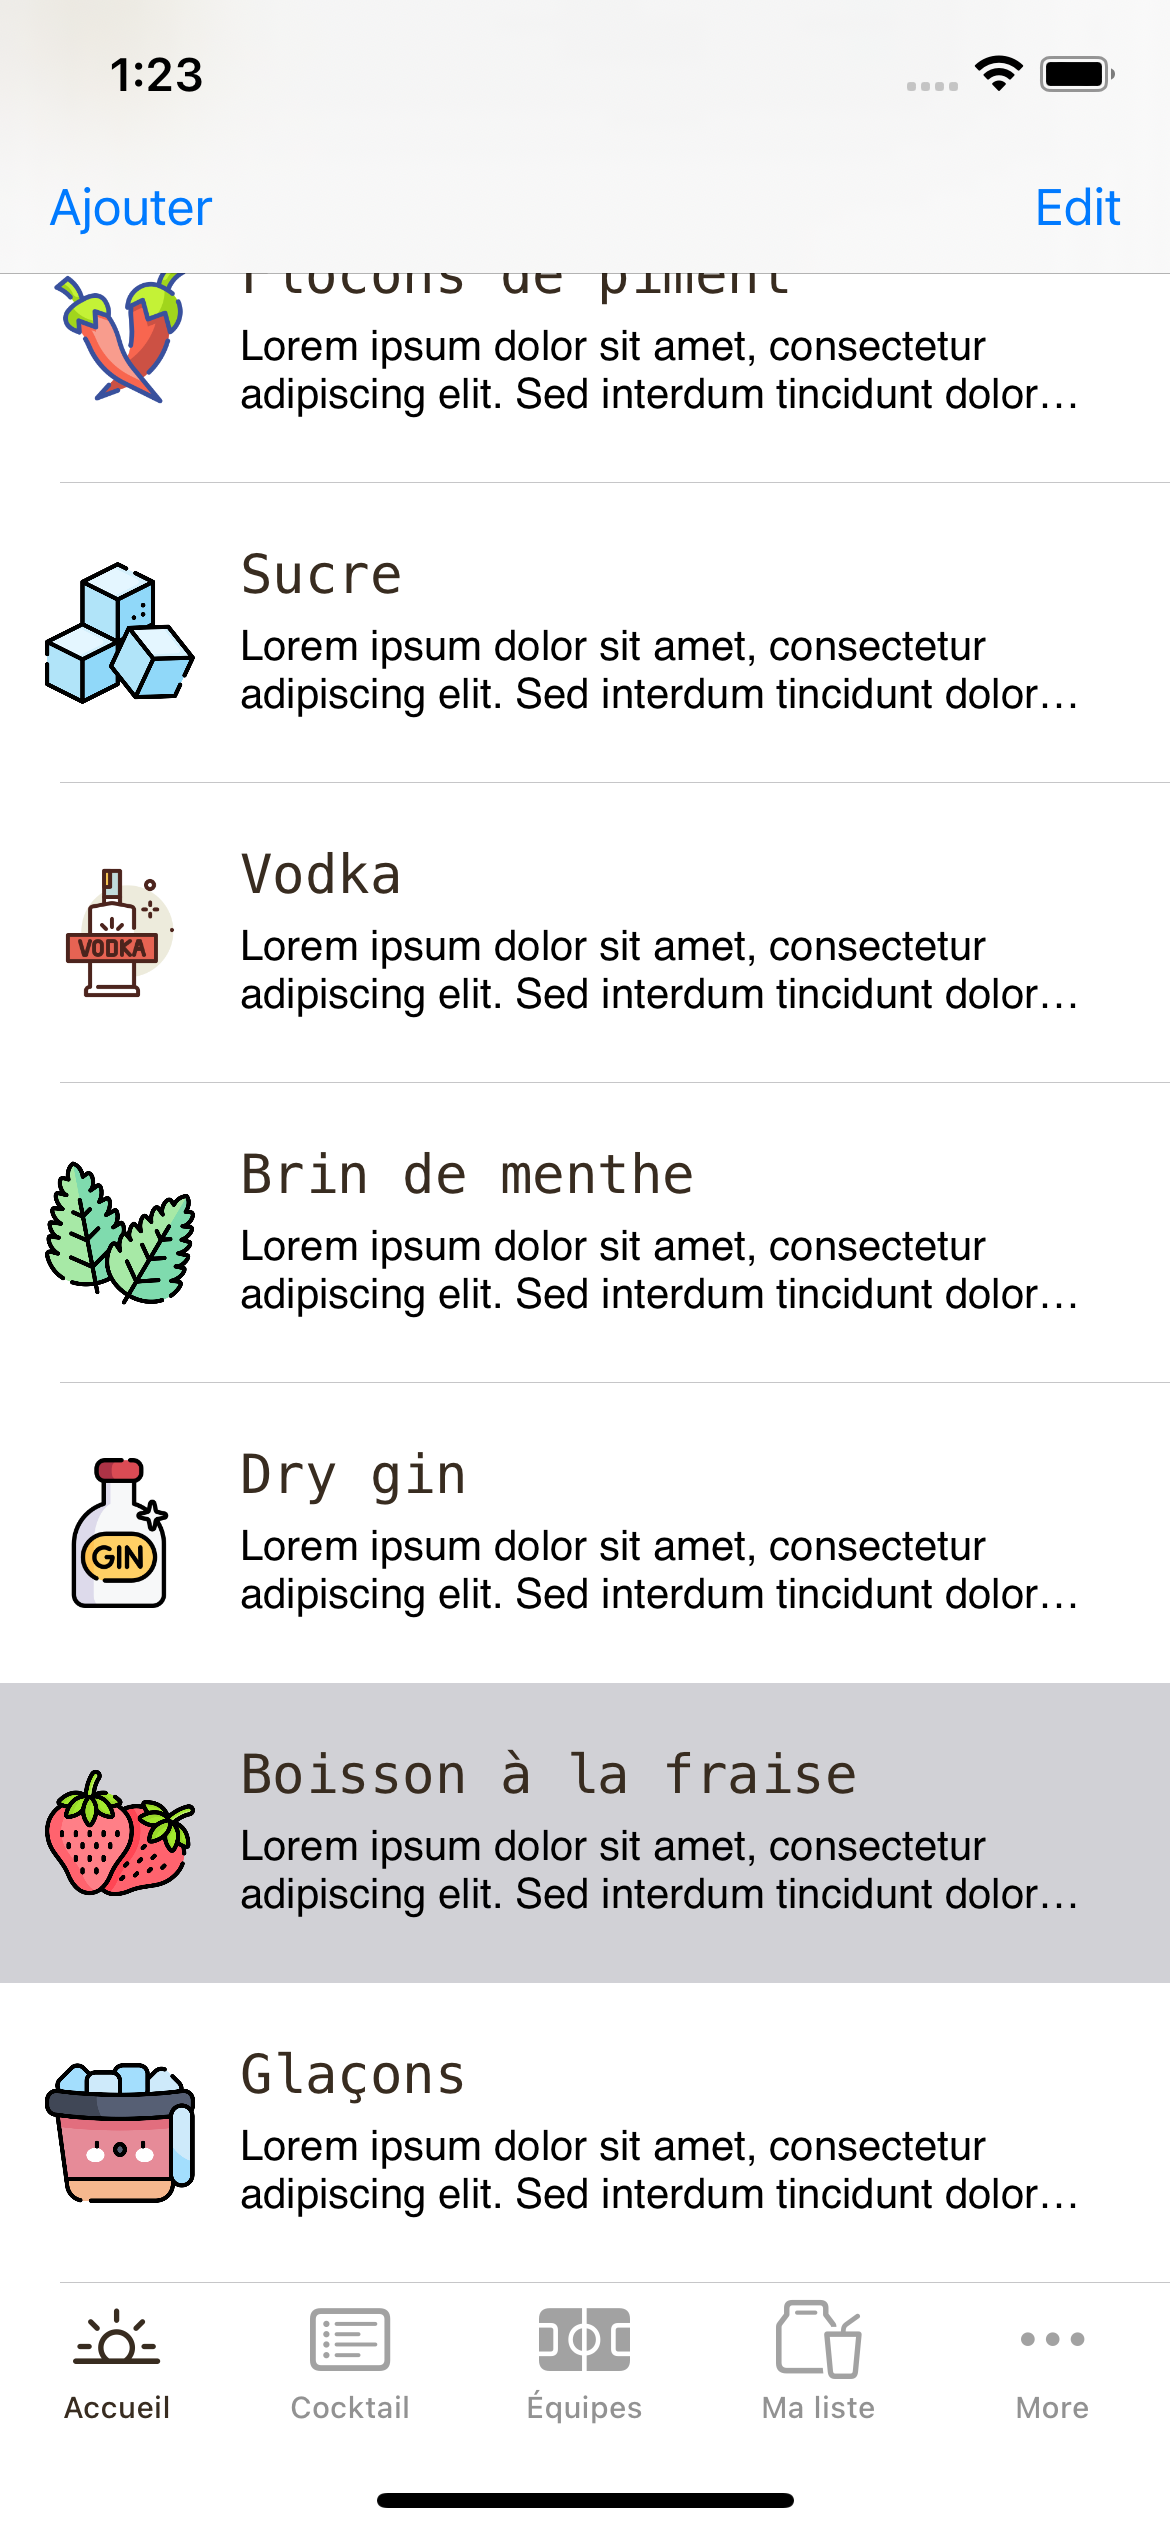 1:23
Ajouter
Edit
Flocons de piment
Lorem ipsum dolor sit amet, consectetur
adipiscing elit. Sed interdum tincidunt dolor…
Sucre
Lorem ipsum dolor sit amet, consectetur
adipiscing elit. Sed interdum tincidunt dolor…
VODKA
Vodka
Lorem ipsum dolor sit amet, consectetur
adipiscing elit. Sed interdum tincidunt dolor…
Brin de menthe
Lorem ipsum dolor sit amet, consectetur
adipiscing elit. Sed interdum tincidunt dolor…
GIN
Dry gin
Lorem ipsum dolor sit amet, consectetur
adipiscing elit. Sed interdum tincidunt dolor…
Boisson à la fraise
Lorem ipsum dolor sit amet, consectetur
adipiscing elit. Sed interdum tincidunt dolor…
Glaçons
Lorem ipsum dolor sit amet, consectetur
adipiscing elit. Sed interdum tincidunt dolor…
Accueil
Cocktail
Équipes
Ma liste
More